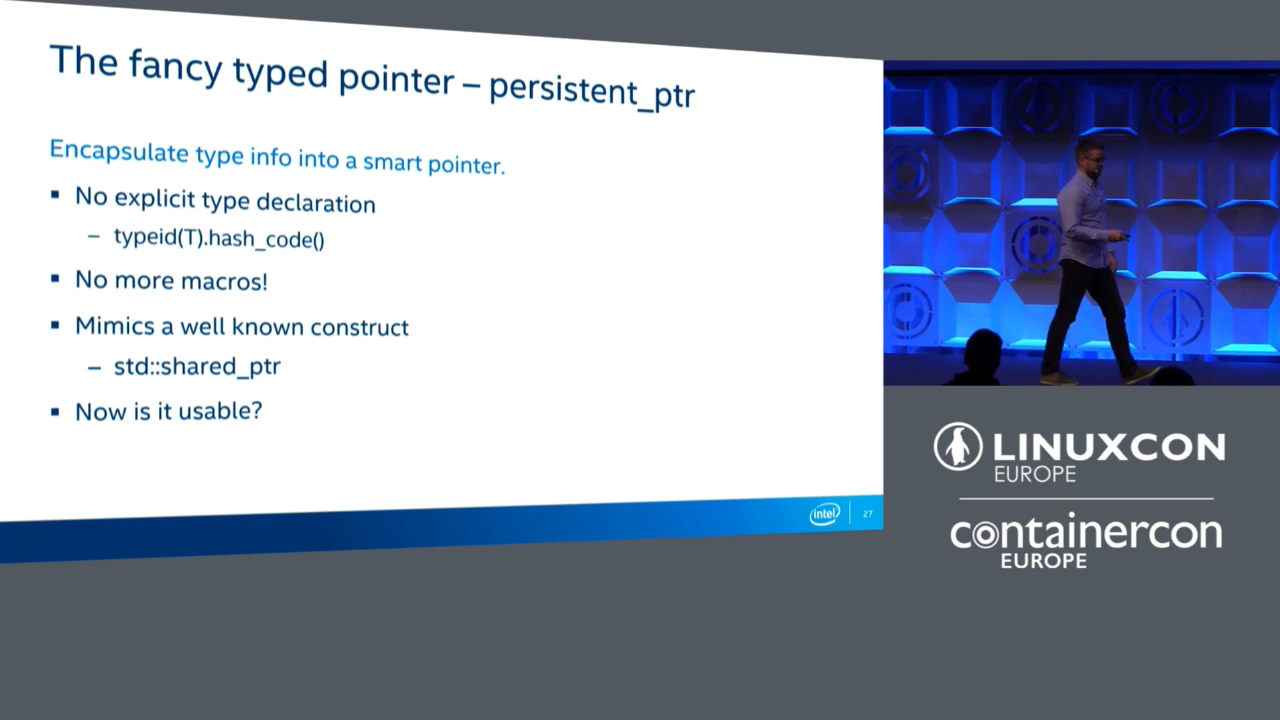 The fancy typed pointer – persistent_ptr
Encapsulate type info into a smart pointer.
▪ No explicit type declaration
– typeid(T).hash_code()
▪ No more macros!
▪ Mimics a well known construct
– std::shared_ptr
▪ Now is it usable?
intel
27
LINUXCON
EUROPE
containercon
EUROPE